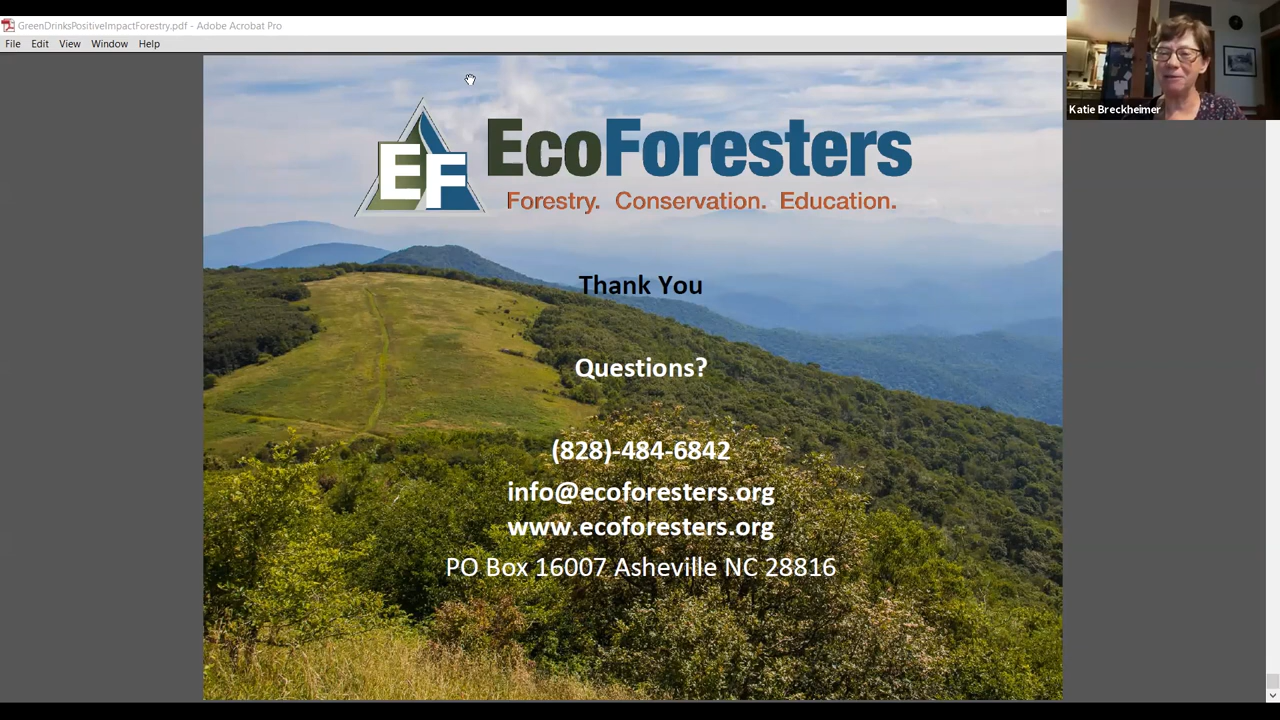 GreenDrinksPositiveImpactForestry.pdf - Adobe Acrobat Pro
File Edit View Window Help
Katie Breckheimer
EF EcoForesters
Forestry. Conservation. Education.
Thank You
Questions?
(828)-484-6842
info@ecoforesters.org
www.ecoforesters.org
PO Box 16007 Asheville NC 28816